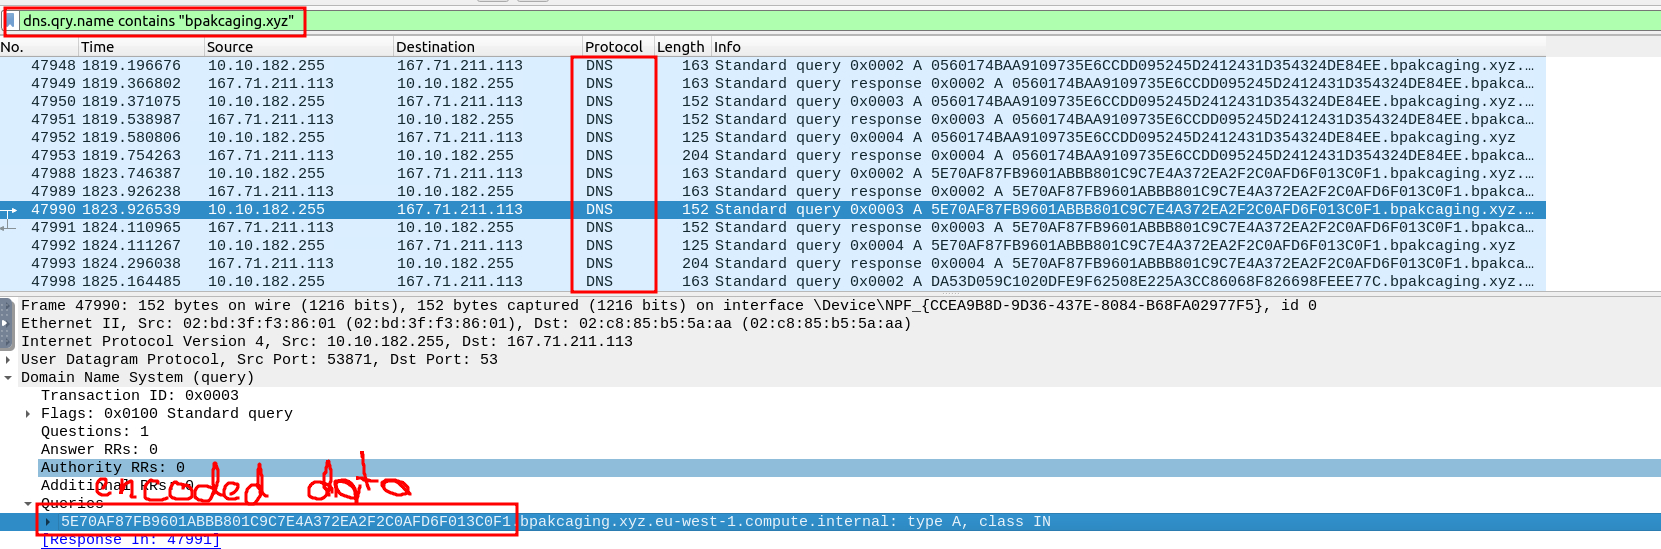 dns.qry.name contains "bpakcaging.xyz"
No. Time Source Destination Protocol Length Info
47948 1819.196676 10.10.182.255 167.71.211.113 DNS 163 Standard query 0x0002 A 0560174BAA9109735E6CCDD095245D2412431D354324DE84EE.bpakcaging.xyz.…
47949 1819.366802 167.71.211.113 10.10.182.255 DNS 163 Standard query response 0x0002 A 0560174BAA9109735E6CCDD095245D2412431D354324DE84EE.bpakca…
47950 1819.371075 10.10.182.255 167.71.211.113 DNS 152 Standard query 0x0003 A 0560174BAA9109735E6CCDD095245D2412431D354324DE84EE.bpakcaging.xyz.…
47951 1819.538987 167.71.211.113 10.10.182.255 DNS 152 Standard query response 0x0003 A 0560174BAA9109735E6CCDD095245D2412431D354324DE84EE.bpakca…
47952 1819.580806 10.10.182.255 167.71.211.113 DNS 125 Standard query 0x0004 A 0560174BAA9109735E6CCDD095245D2412431D354324DE84EE.bpakcaging.xyz
47953 1819.754263 167.71.211.113 10.10.182.255 DNS 204 Standard query response 0x0004 A 0560174BAA9109735E6CCDD095245D2412431D354324DE84EE.bpakca…
47988 1823.746387 10.10.182.255 167.71.211.113 DNS 163 Standard query 0x0002 A 5E70AF87FB9601ABBB801C9C7E4A372EA2F2C0AFD6F013C0F1.bpakcaging.xyz.…
47989 1823.926238 167.71.211.113 10.10.182.255 DNS 163 Standard query response 0x0002 A 5E70AF87FB9601ABBB801C9C7E4A372EA2F2C0AFD6F013C0F1.bpakca…
47990 1823.926539 10.10.182.255 167.71.211.113 DNS 152 Standard query 0x0003 A 5E70AF87FB9601ABBB801C9C7E4A372EA2F2C0AFD6F013C0F1.bpakcaging.xyz.…
47991 1824.110965 167.71.211.113 10.10.182.255 DNS 152 Standard query response 0x0003 A 5E70AF87FB9601ABBB801C9C7E4A372EA2F2C0AFD6F013C0F1.bpakca…
47992 1824.111267 10.10.182.255 167.71.211.113 DNS 125 Standard query 0x0004 A 5E70AF87FB9601ABBB801C9C7E4A372EA2F2C0AFD6F013C0F1.bpakcaging.xyz
47993 1824.296038 167.71.211.113 10.10.182.255 DNS 204 Standard query response 0x0004 A 5E70AF87FB9601ABBB801C9C7E4A372EA2F2C0AFD6F013C0F1.bpakca…
47998 1825.164485 10.10.182.255 167.71.211.113 DNS 163 Standard query 0x0002 A DA53D059C1020DFE9F62508E225A3CC86068F826698FEEE77C.bpakcaging.xyz.…
Frame 47990: 152 bytes on wire (1216 bits), 152 bytes captured (1216 bits) on interface \Device\NPF_{CCEA9B8D-9D36-437E-8084-B68FA02977F5}, id 0
Ethernet II, Src: 02:bd:3f:f3:86:01 (02:bd:3f:f3:86:01), Dst: 02:c8:85:b5:5a:aa (02:c8:85:b5:5a:aa)
Internet Protocol Version 4, Src: 10.10.182.255, Dst: 167.71.211.113
User Datagram Protocol, Src Port: 53871, Dst Port: 53
Domain Name System (query)
Transaction ID: 0x0003
Flags: 0x0100 Standard query
Questions: 1
Answer RRs: 0
Authority RRs: 0
Additional RRs: 0
encoded data
Queries
5E70AF87FB9601ABBB801C9C7E4A372EA2F2C0AFD6F013C0F1.bpakcaging.xyz.eu-west-1.compute.internal: type A, class IN
[Response In: 47991]